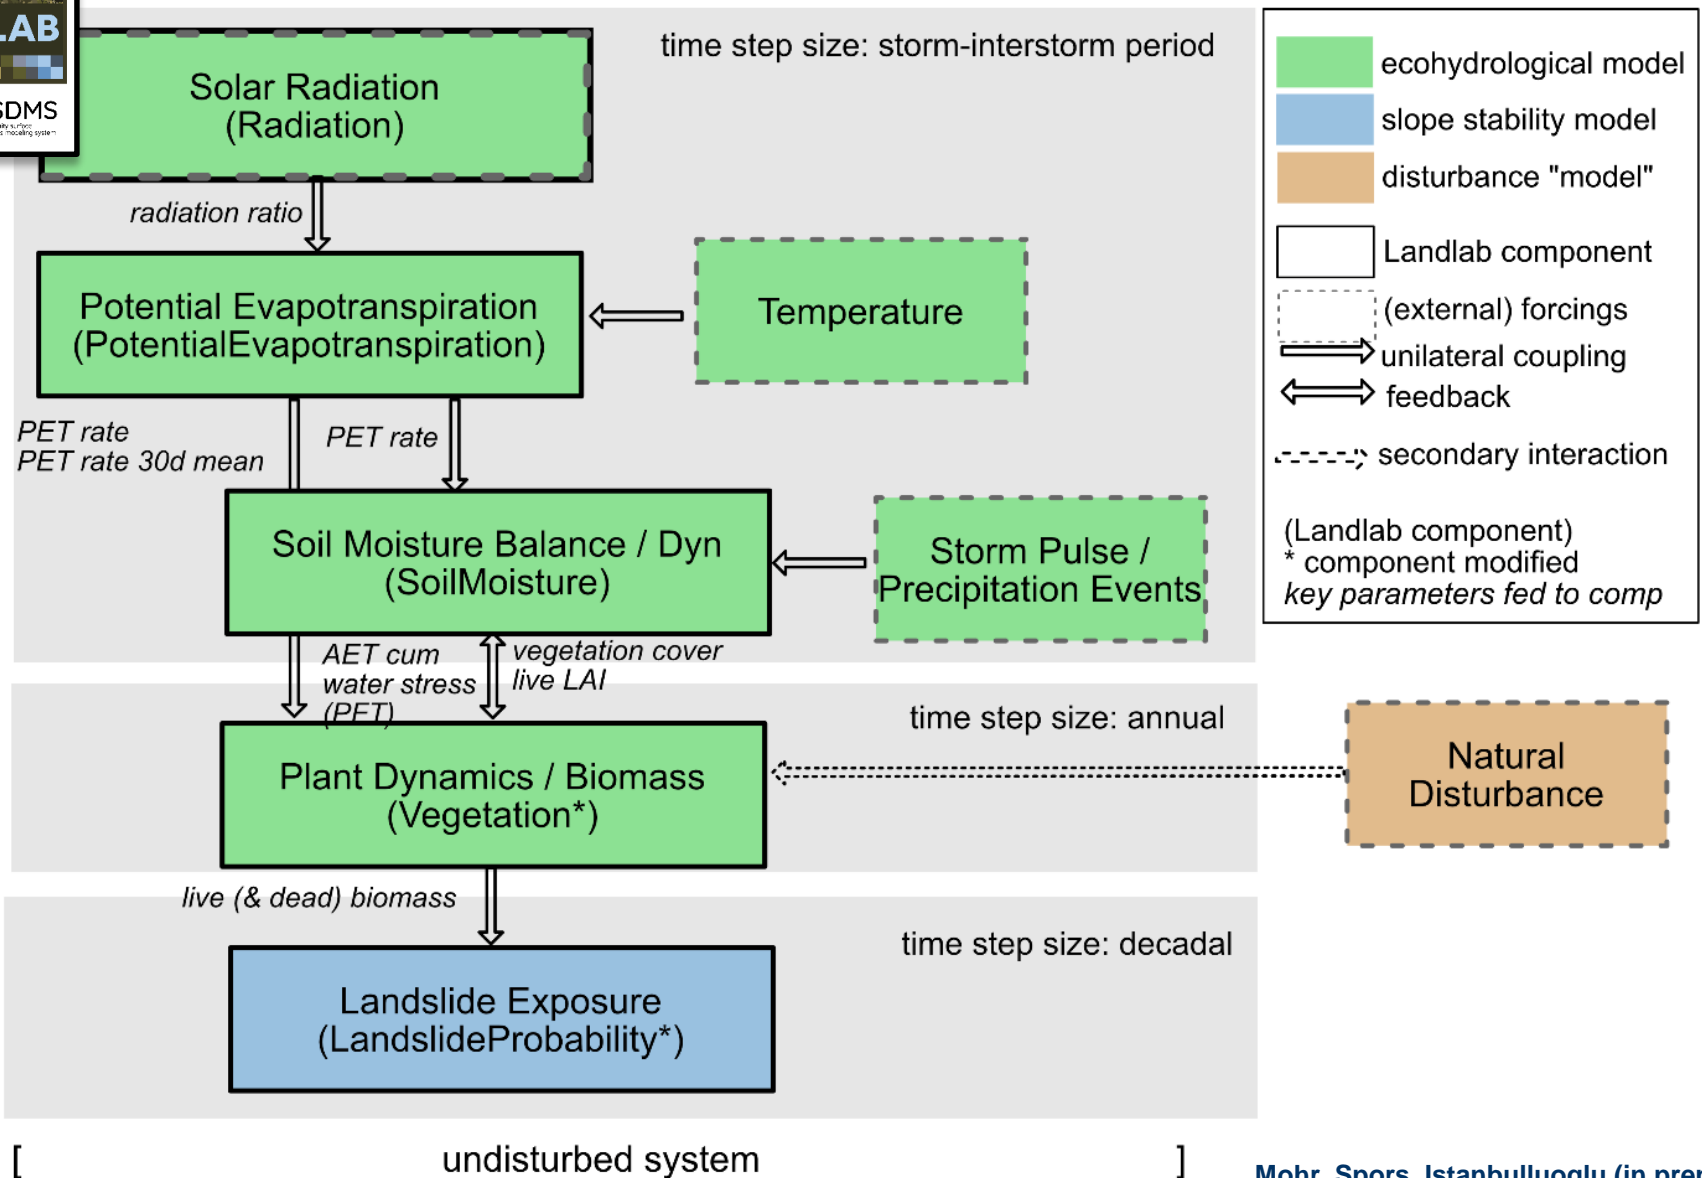 LAB
SDMS
time step size: storm-interstorm period
Solar Radiation
(Radiation)
radiation ratio
Potential Evapotranspiration
(PotentialEvapotranspiration)
Temperature
PET rate
PET rate 30d mean
PET rate
Soil Moisture Balance / Dyn
(SoilMoisture)
Storm Pulse /
Precipitation Events
AET cum
water stress
(PFT)
vegetation cover
live LAI
time step size: annual
Plant Dynamics / Biomass
(Vegetation*)
Natural
Disturbance
live (& dead) biomass
time step size: decadal
Landslide Exposure
(LandslideProbability*)
[ undisturbed system ]
ecohydrological model
slope stability model
disturbance "model"
Landlab component
(external) forcings
unilateral coupling
feedback
secondary interaction
(Landlab component)
* component modified
key parameters fed to comp
Mohr, Spors, Istanbulluoglu (in prep